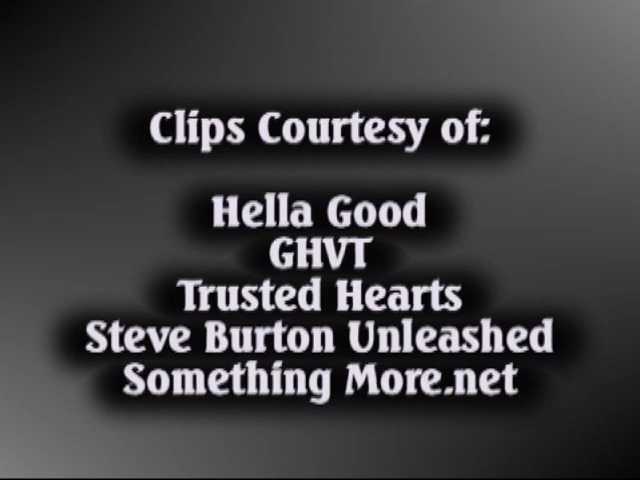 Clips Courtesy of:
Hella Good
GHVT
Trusted Hearts
Steve Burton Unleashed
Something More.net